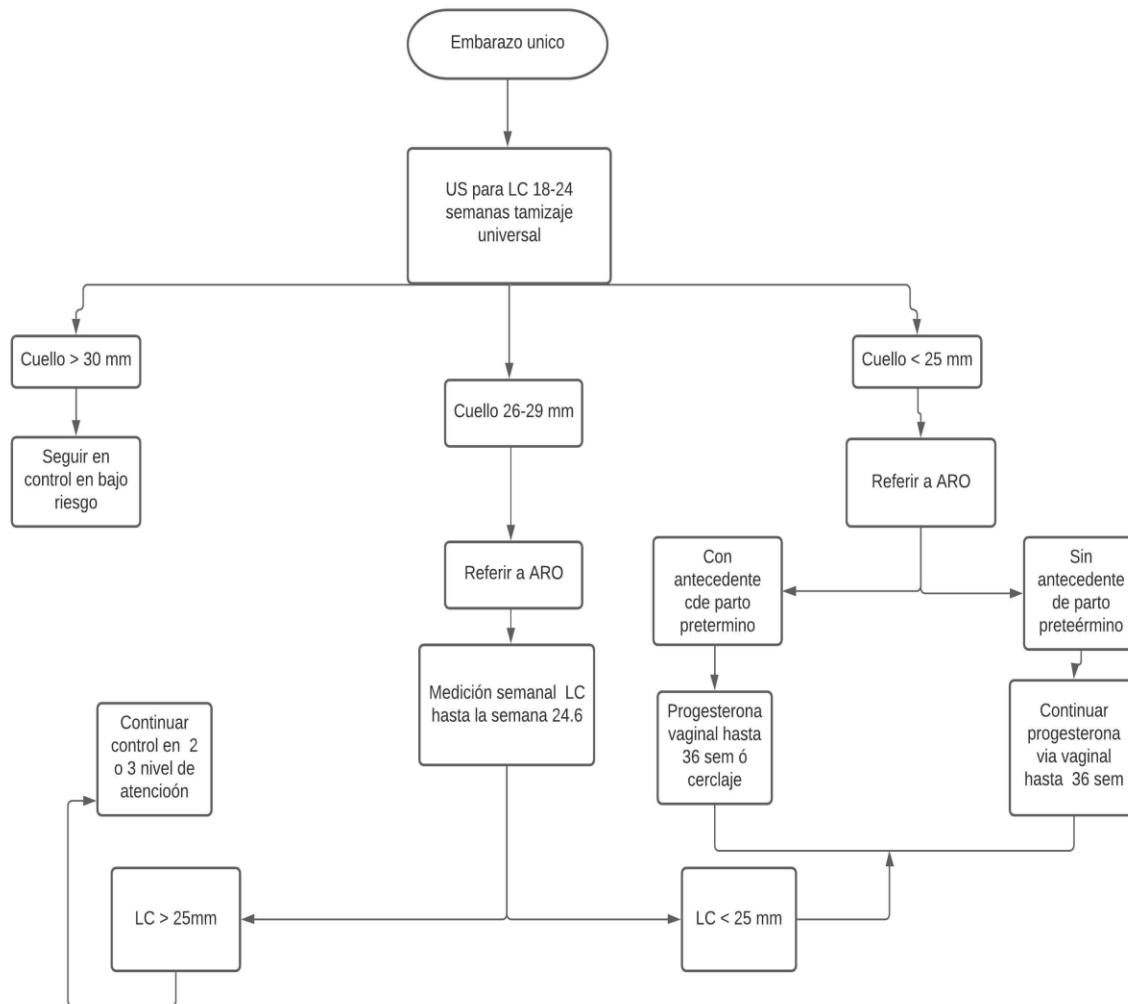 Embarazo unico
US para LC 18-24
semanas tamizaje
universal
Cuello > 30 mm
Cuello < 25 mm
Cuello 26-29 mm
Seguir en
control en bajo
riesgo
Referir a ARO
Referir a ARO
Con
antecedente
cde parto
pretermino
Sin
antecedente
de parto
preteérmino
Medición semanal LC
hasta la semana 24.6
Progesterona
vaginal hasta
36 sem ó
cerclaje
Continuar
progesterona
via vaginal
hasta 36 sem
Continuar
control en 2
o 3 nivel de
atencioón
LC > 25mm
LC < 25 mm